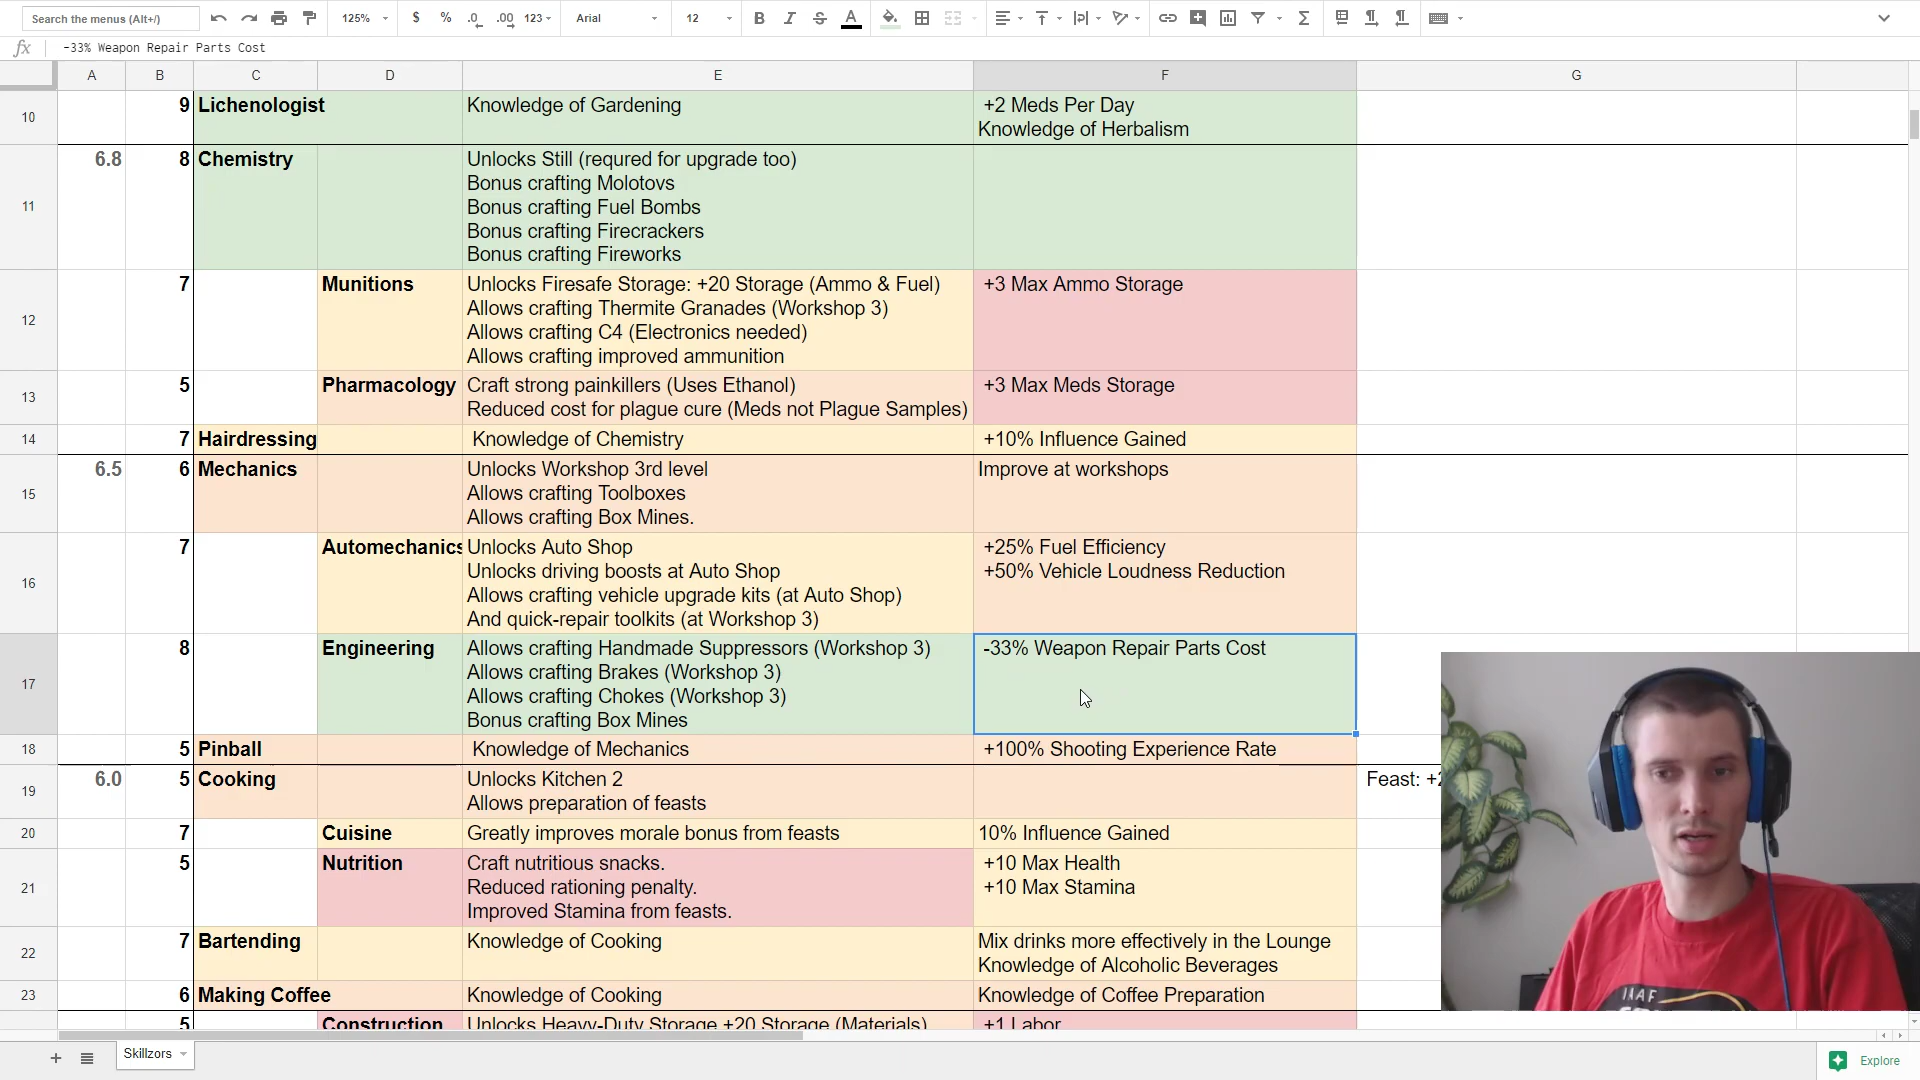 Search the menus (Alt+/)
125%
$
%
.0
.00
123
Arial
12
B
I
S
A
Σ
fx
-33% Weapon Repair Parts Cost
A
B
C
D
E
F
G
10
9
Lichenologist
Knowledge of Gardening
+2 Meds Per Day
Knowledge of Herbalism
11
6.8
8
Chemistry
Unlocks Still (requred for upgrade too)
Bonus crafting Molotovs
Bonus crafting Fuel Bombs
Bonus crafting Firecrackers
Bonus crafting Fireworks
12
7
Munitions
Unlocks Firesafe Storage: +20 Storage (Ammo & Fuel)
Allows crafting Thermite Granades (Workshop 3)
Allows crafting C4 (Electronics needed)
Allows crafting improved ammunition
+3 Max Ammo Storage
13
5
Pharmacology
Craft strong painkillers (Uses Ethanol)
Reduced cost for plague cure (Meds not Plague Samples)
+3 Max Meds Storage
14
7
Hairdressing
Knowledge of Chemistry
+10% Influence Gained
15
6.5
6
Mechanics
Unlocks Workshop 3rd level
Allows crafting Toolboxes
Allows crafting Box Mines.
Improve at workshops
16
7
Automechanics
Unlocks Auto Shop
Unlocks driving boosts at Auto Shop
Allows crafting vehicle upgrade kits (at Auto Shop)
And quick-repair toolkits (at Workshop 3)
+25% Fuel Efficiency
+50% Vehicle Loudness Reduction
17
8
Engineering
Allows crafting Handmade Suppressors (Workshop 3)
Allows crafting Brakes (Workshop 3)
Allows crafting Chokes (Workshop 3)
Bonus crafting Box Mines
-33% Weapon Repair Parts Cost
18
5
Pinball
Knowledge of Mechanics
+100% Shooting Experience Rate
19
6.0
5
Cooking
Unlocks Kitchen 2
Allows preparation of feasts
Feast: +2
20
7
Cuisine
Greatly improves morale bonus from feasts
10% Influence Gained
21
5
Nutrition
Craft nutritious snacks.
Reduced rationing penalty.
Improved Stamina from feasts.
+10 Max Health
+10 Max Stamina
22
7
Bartending
Knowledge of Cooking
Mix drinks more effectively in the Lounge
Knowledge of Alcoholic Beverages
23
6
Making Coffee
Knowledge of Cooking
Knowledge of Coffee Preparation
5
Construction
Unlocks Heavy-Duty Storage +20 Storage (Materials)
+1 Labor
IAAF
Skillzors
Explore